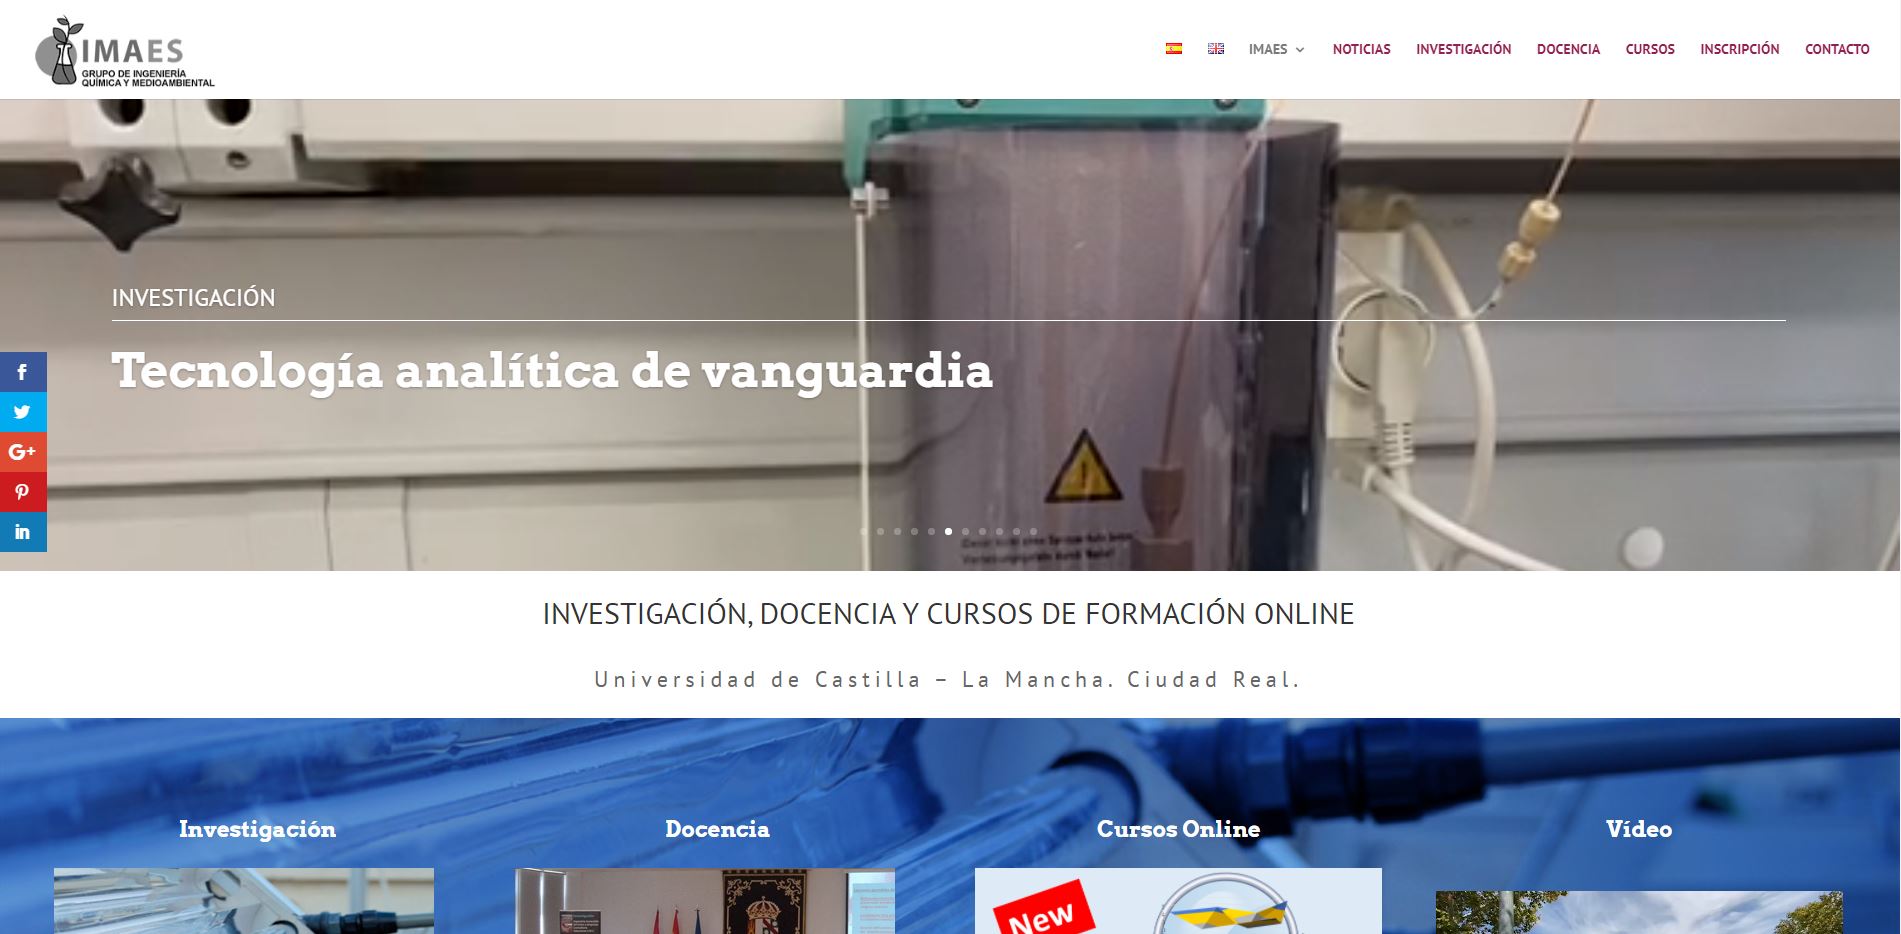 IMAES
GRUPO DE INGENIERÍA
QUÍMICA Y MEDIOAMBIENTAL
IMAES
NOTICIAS
INVESTIGACIÓN
DOCENCIA
CURSOS
INSCRIPCIÓN
CONTACTO
INVESTIGACIÓN
Tecnología analítica de vanguardia
f
G+
in
INVESTIGACIÓN, DOCENCIA Y CURSOS DE FORMACIÓN ONLINE
Universidad de Castilla – La Mancha. Ciudad Real.
Investigación
Docencia
Cursos Online
Vídeo
New